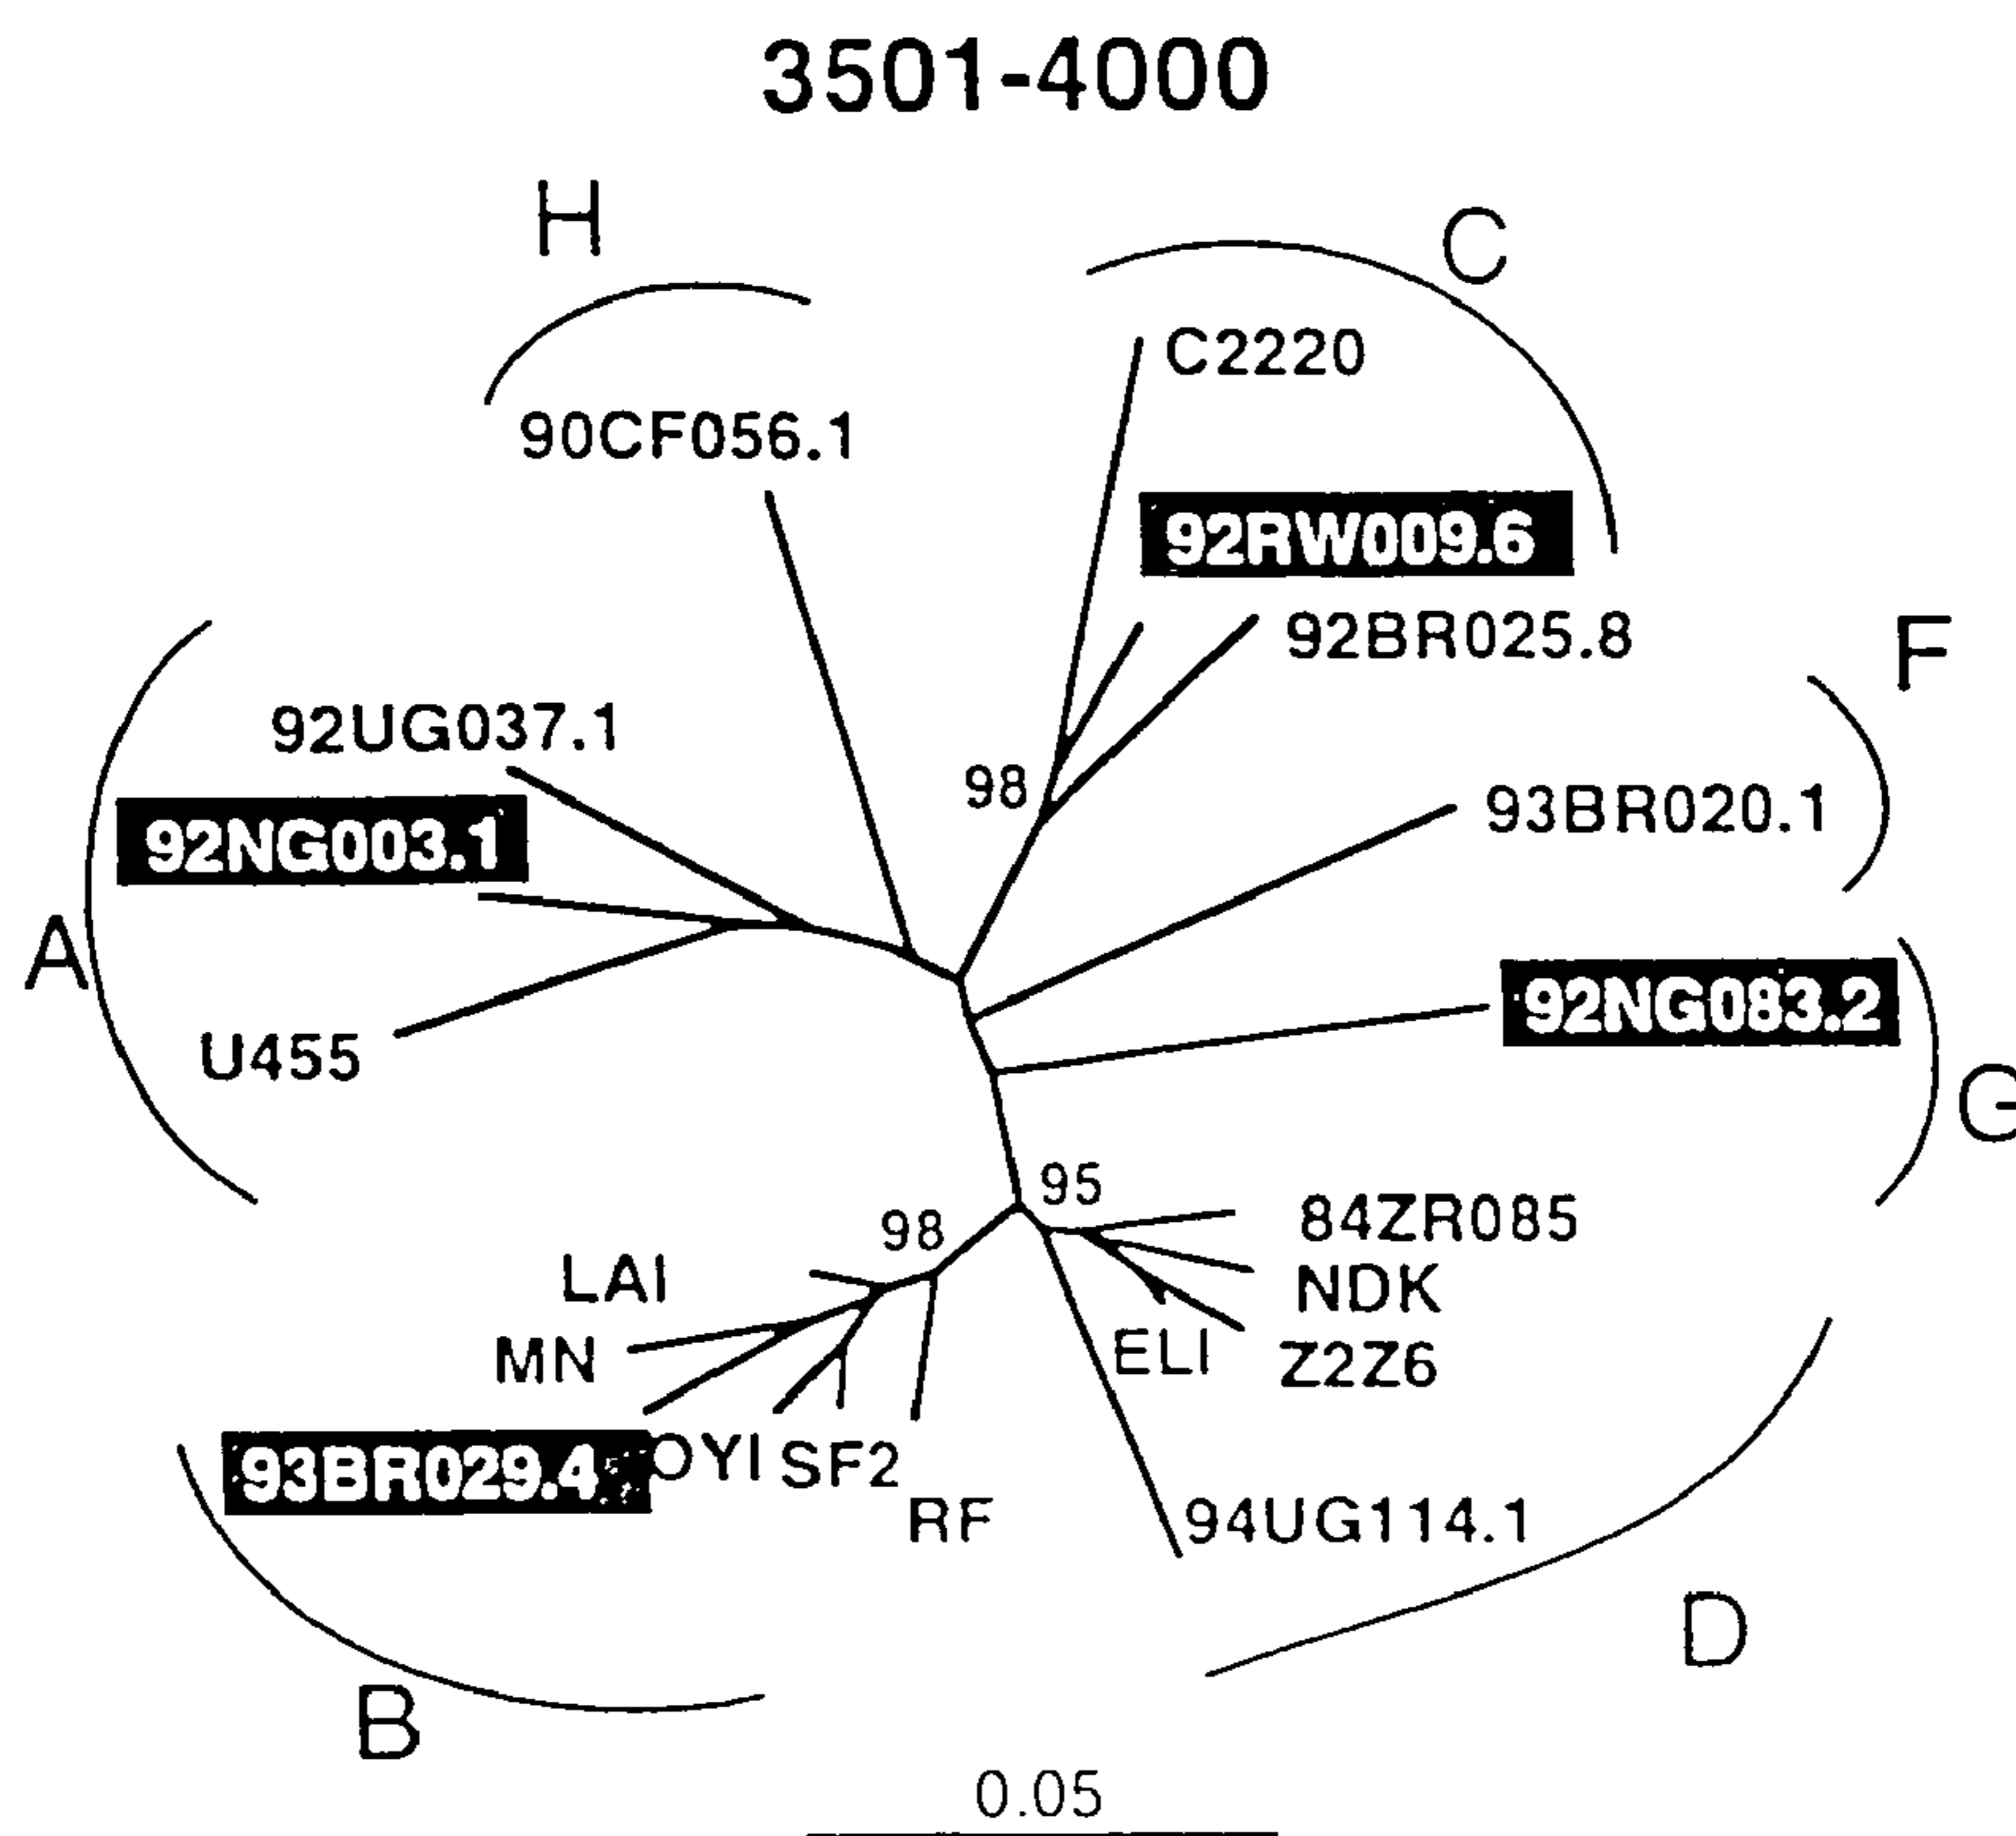 3501-4000
H
C
C2220
90CF056.1
92RW009.6
92BR025.8
F
92UG037.1
98
93BR020.1
92NG003.1
A
92NG083.2
U455
G
95
84ZR085
98
LAI
NDK
MN
ELI
Z2Z6
93BR029.4
OYI
SF2
RF
94UG114.1
D
B
0.05